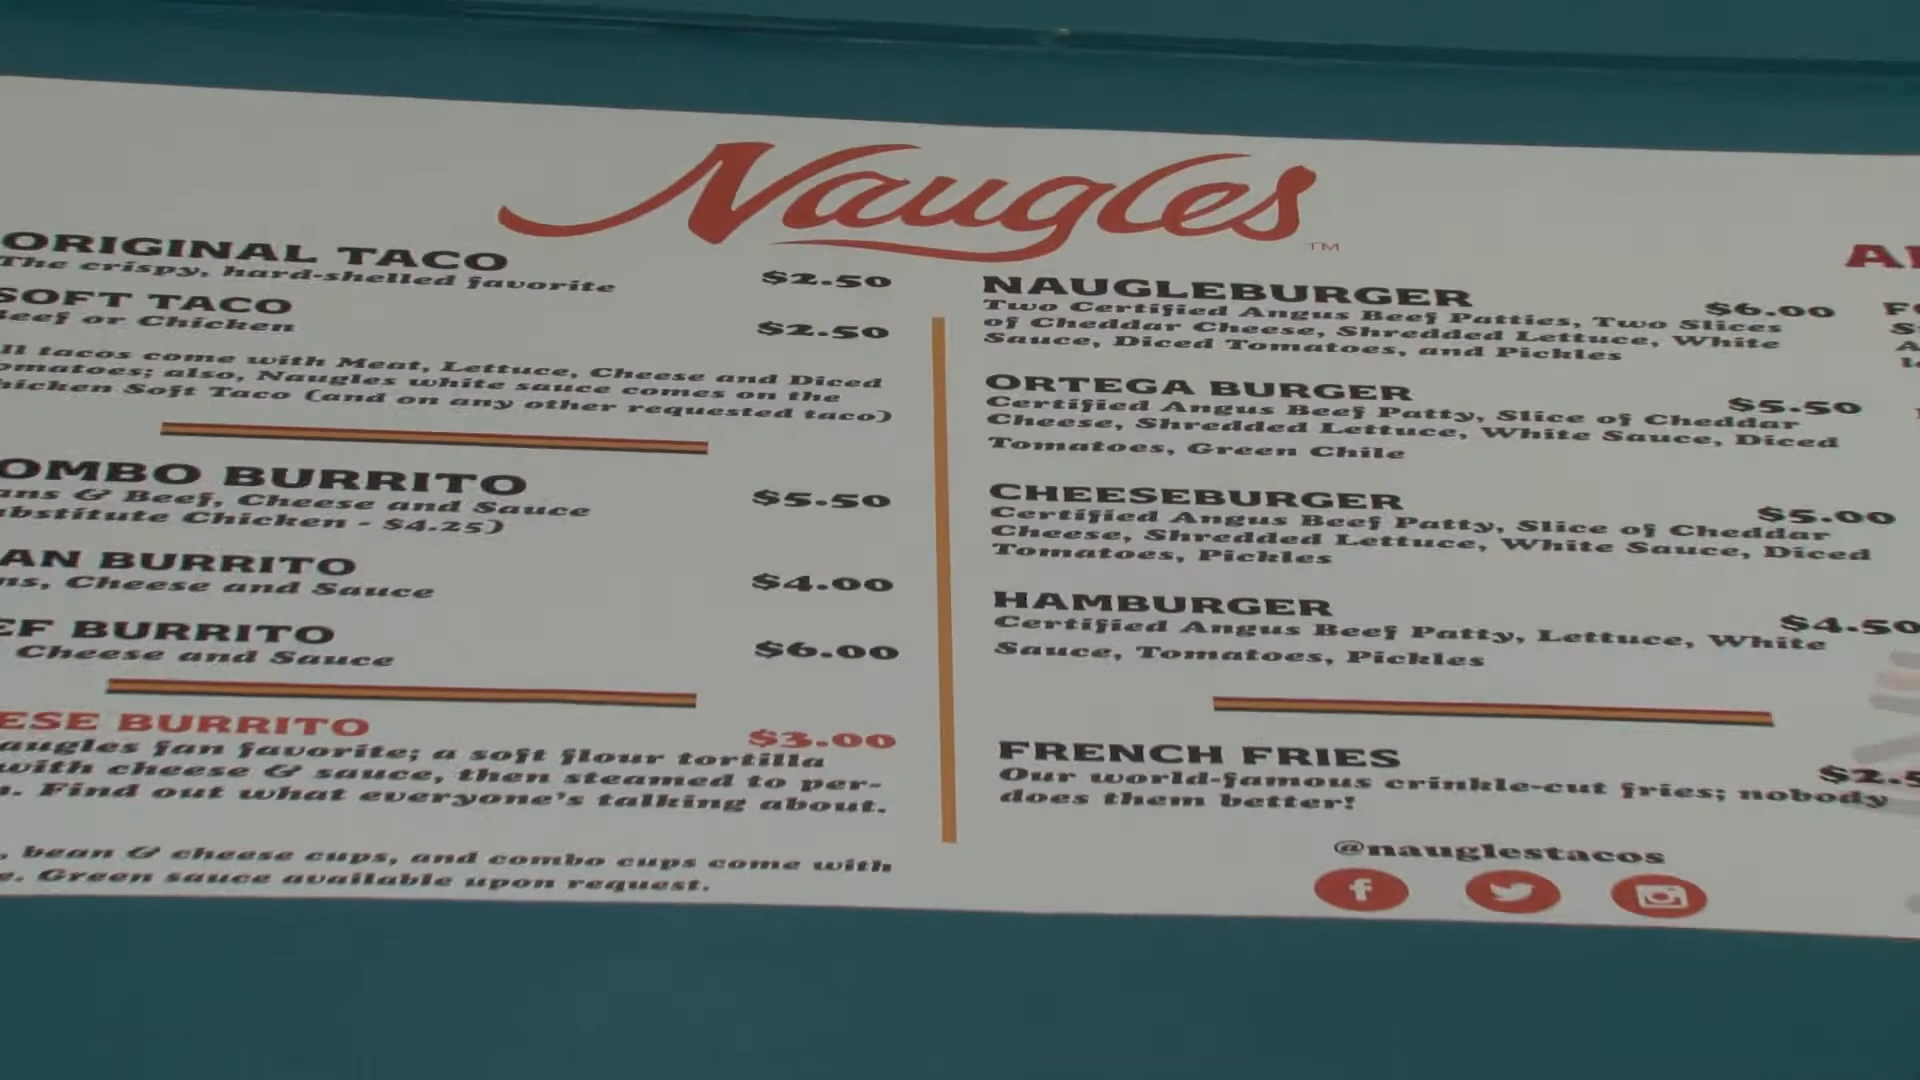 Naugles
TM
ORIGINAL TACO
The crispy, hard-shelled favorite
$2.50
SOFT TACO
Beef or Chicken
$2.50
tacos come with Meat, Lettuce, Cheese and Diced
also, Naugles white sauce comes on the
Soft Taco (and on any other requested taco)
BURRITO
& Beef, Cheese and Sauce
$5.50
Chicken - $4.25)
BURRITO
Cheese and Sauce
$4.00
BURRITO
Cheese and Sauce
$6.00
BURRITO
$3.00
fan favorite; a soft flour tortilla
with cheese & sauce, then steamed to per-
Find out what everyone's talking about.
, bean & cheese cups, and combo cups come with
Green sauce available upon request.
NAUGLEBURGER
$6.00
Two Certified Angus Beef Patties, Two Slices
of Cheddar Cheese, Shredded Lettuce, White
Sauce, Diced Tomatoes, and Pickles
ORTEGA BURGER
$5.50
Certified Angus Beef Patty, Slice of Cheddar
Cheese, Shredded Lettuce, White Sauce, Diced
Tomatoes, Green Chile
CHEESEBURGER
$5.00
Certified Angus Beef Patty, Slice of Cheddar
Cheese, Shredded Lettuce, White Sauce, Diced
Tomatoes, Pickles
HAMBURGER
$4.50
Certified Angus Beef Patty, Lettuce, White
Sauce, Tomatoes, Pickles
FRENCH FRIES
Our world-famous crinkle-cut fries; nobody
does them better!
@nauglestacos